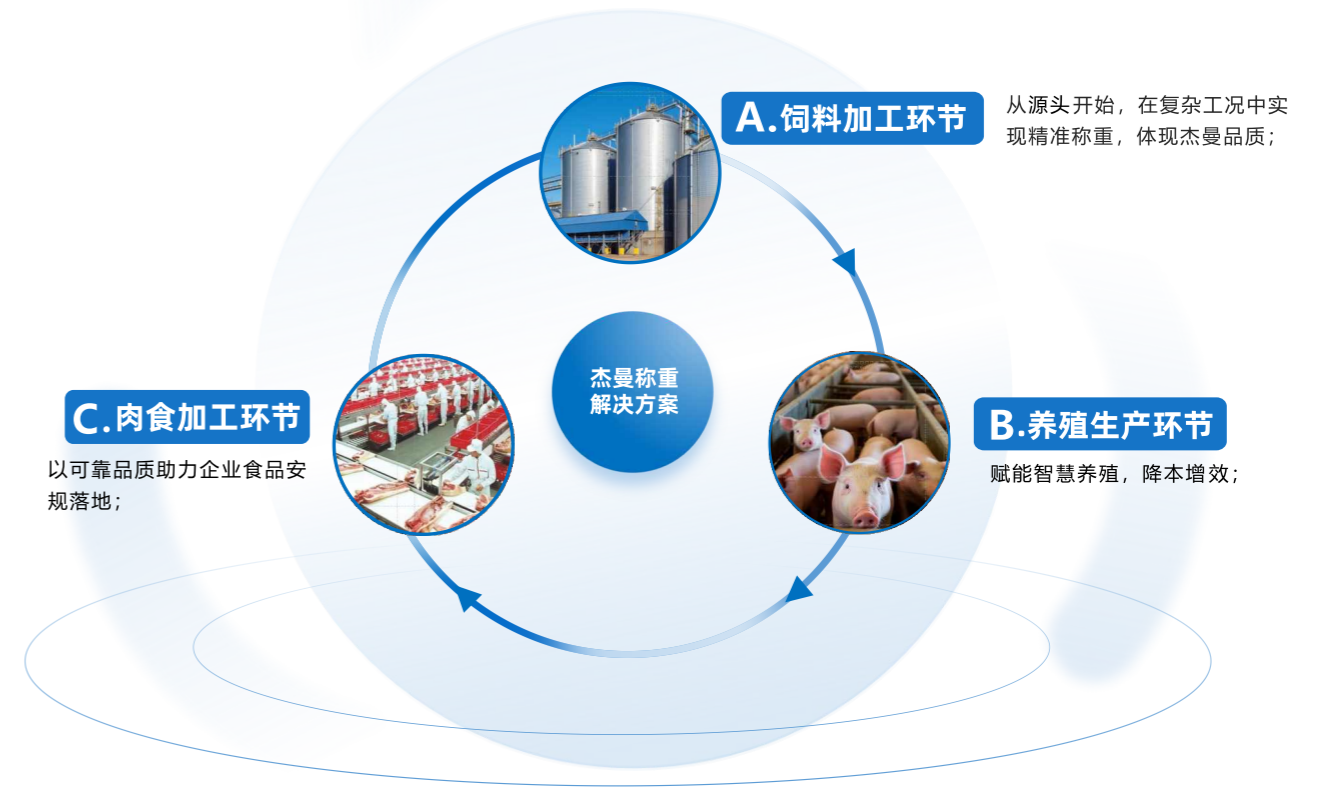 A.饲料加工环节
从源头开始，在复杂工况中实
现精准称重，体现杰曼品质；
杰曼称重
解决方案
B.养殖生产环节
赋能智慧养殖，降本增效；
C.肉食加工环节
以可靠品质助力企业食品安
规落地；